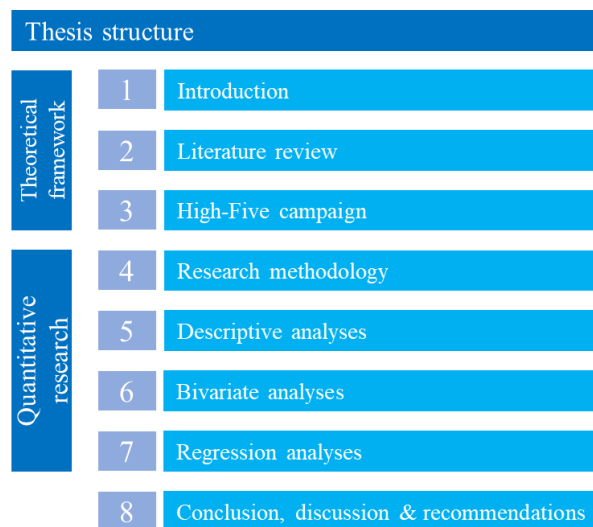 Thesis structure
Theoretical
framework
1
Introduction
2
Literature review
3
High-Five campaign
Quantitative
research
4
Research methodology
5
Descriptive analyses
6
Bivariate analyses
7
Regression analyses
8
Conclusion, discussion & recommendations